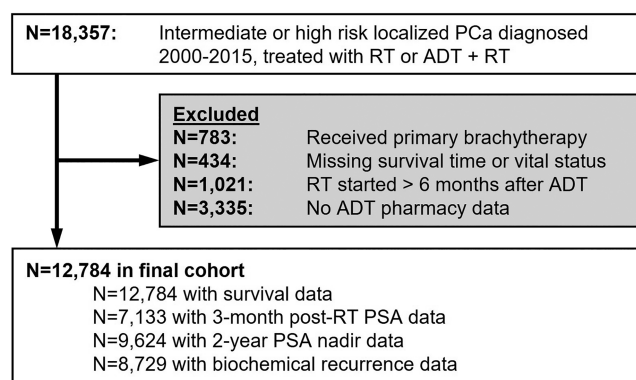 N=18,357: Intermediate or high risk localized PCa diagnosed
2000-2015, treated with RT or ADT + RT
Excluded
N=783: Received primary brachytherapy
N=434: Missing survival time or vital status
N=1,021: RT started > 6 months after ADT
N=3,335: No ADT pharmacy data
N=12,784 in final cohort
N=12,784 with survival data
N=7,133 with 3-month post-RT PSA data
N=9,624 with 2-year PSA nadir data
N=8,729 with biochemical recurrence data